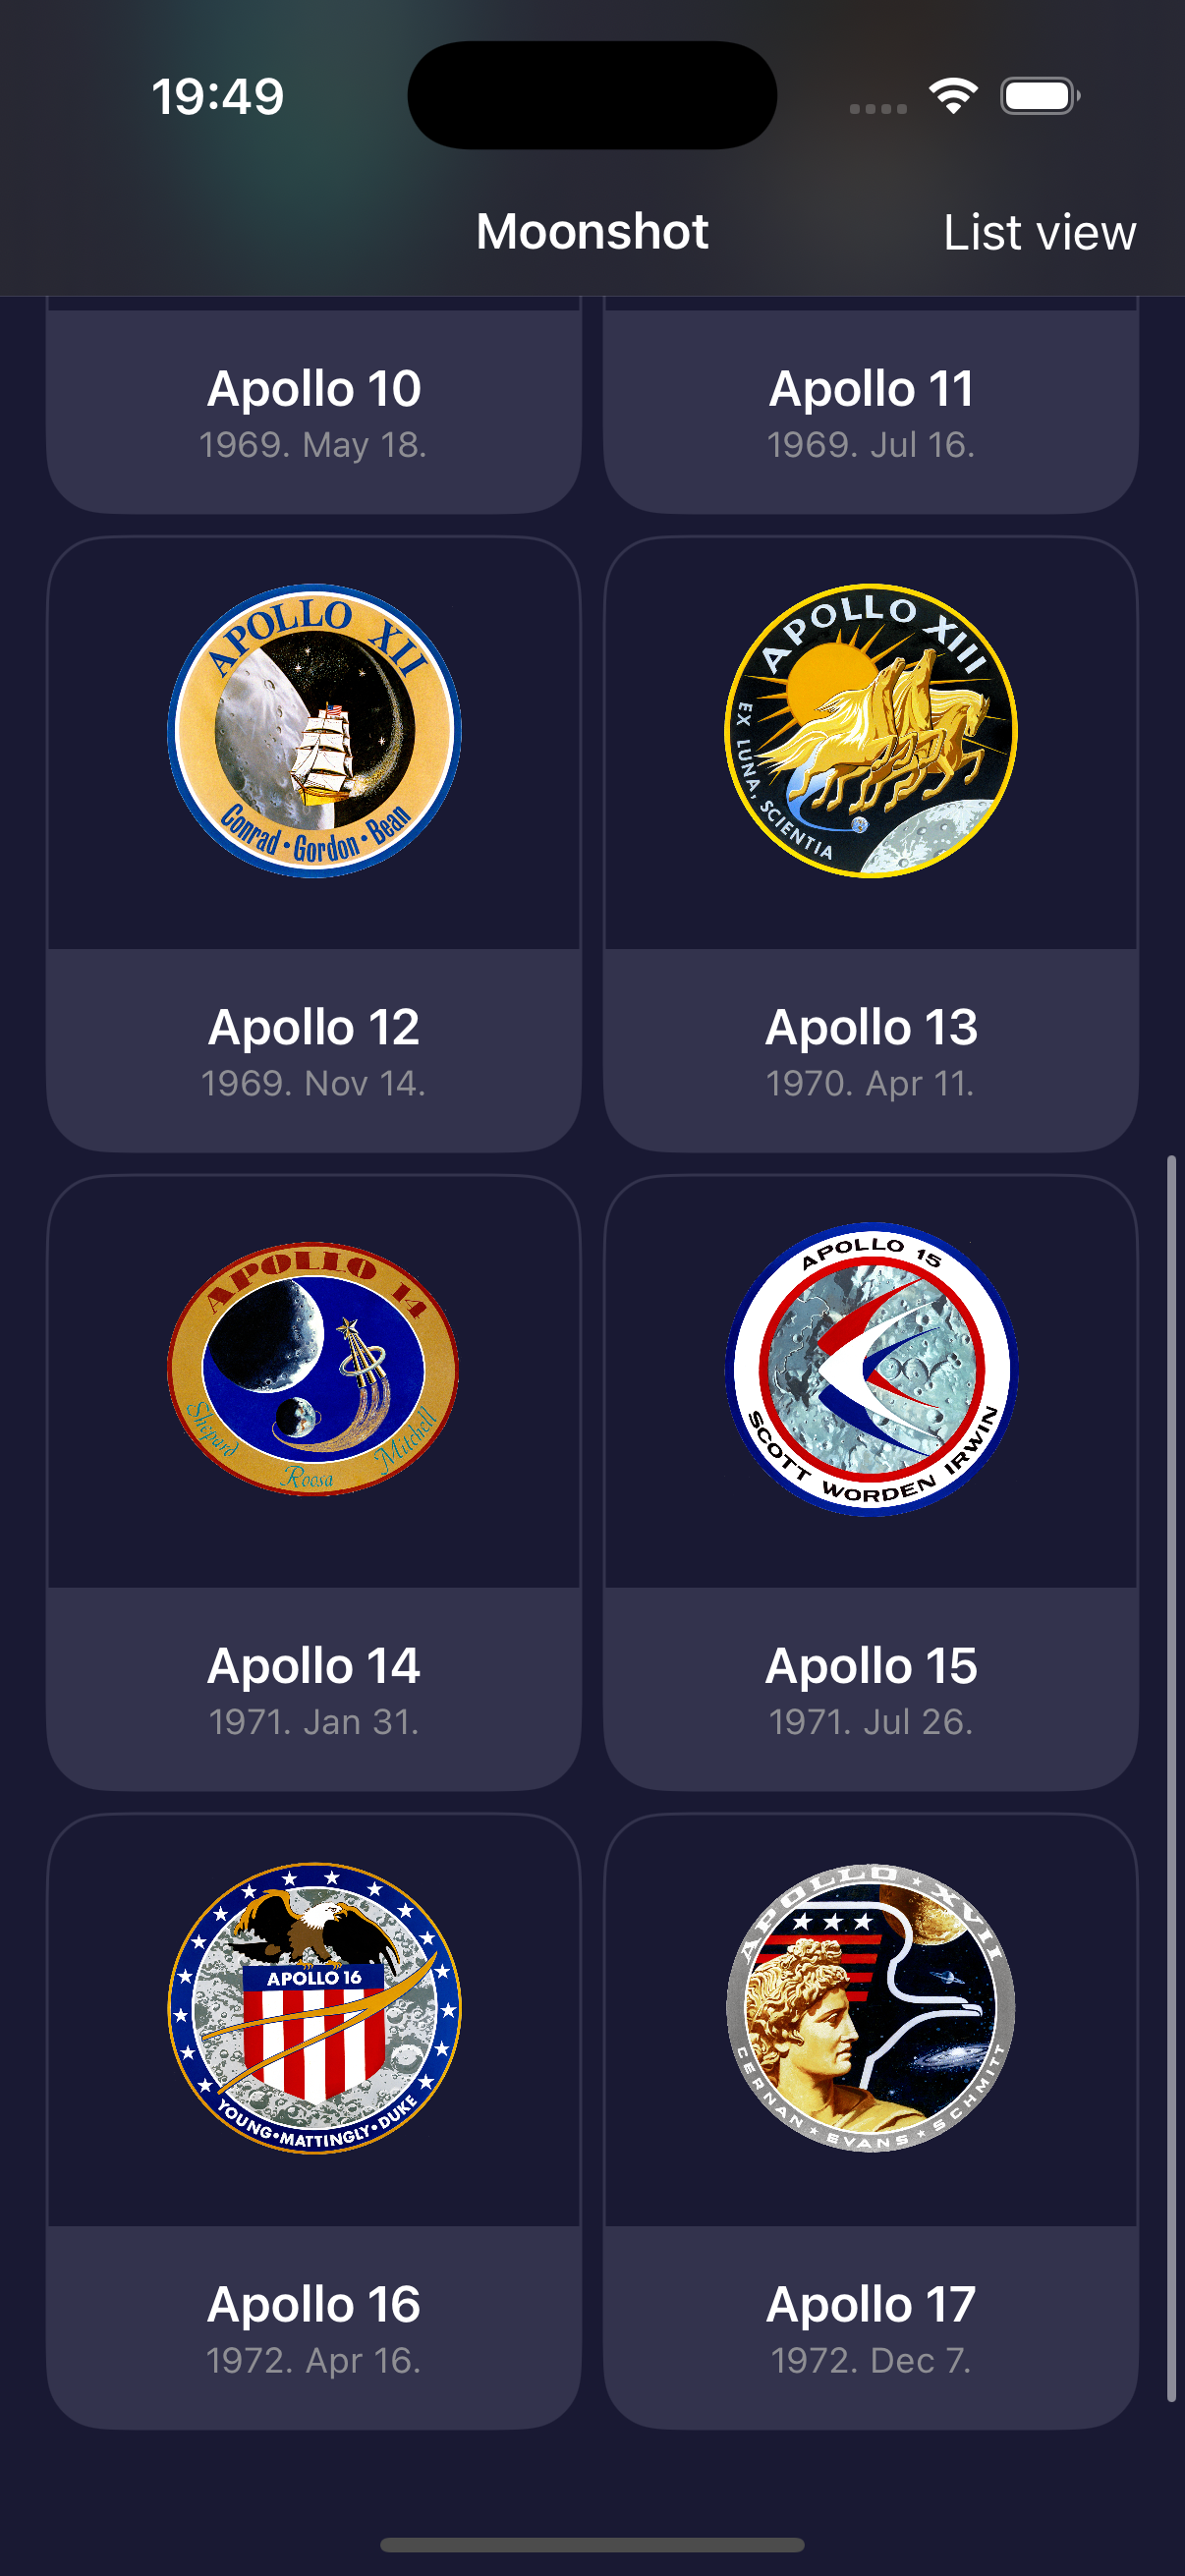 19:49
Moonshot
List view
Apollo 10
1969. May 18.
Apollo 11
1969. Jul 16.
APOLLO XII
Conrad • Gordon • Bean
Apollo 12
1969. Nov 14.
APOLLO XIII
EX LUNA, SCIENTIA
Apollo 13
1970. Apr 11.
APOLLO 14
Shepard
Roosa
Mitchell
Apollo 14
1971. Jan 31.
APOLLO 15
SCOTT WORDEN IRWIN
Apollo 15
1971. Jul 26.
APOLLO 16
YOUNG•MATTINGLY•DUKE
Apollo 16
1972. Apr 16.
APOLLO ★ XVII
CERNAN ★ EVANS ★ SCHMITT
Apollo 17
1972. Dec 7.